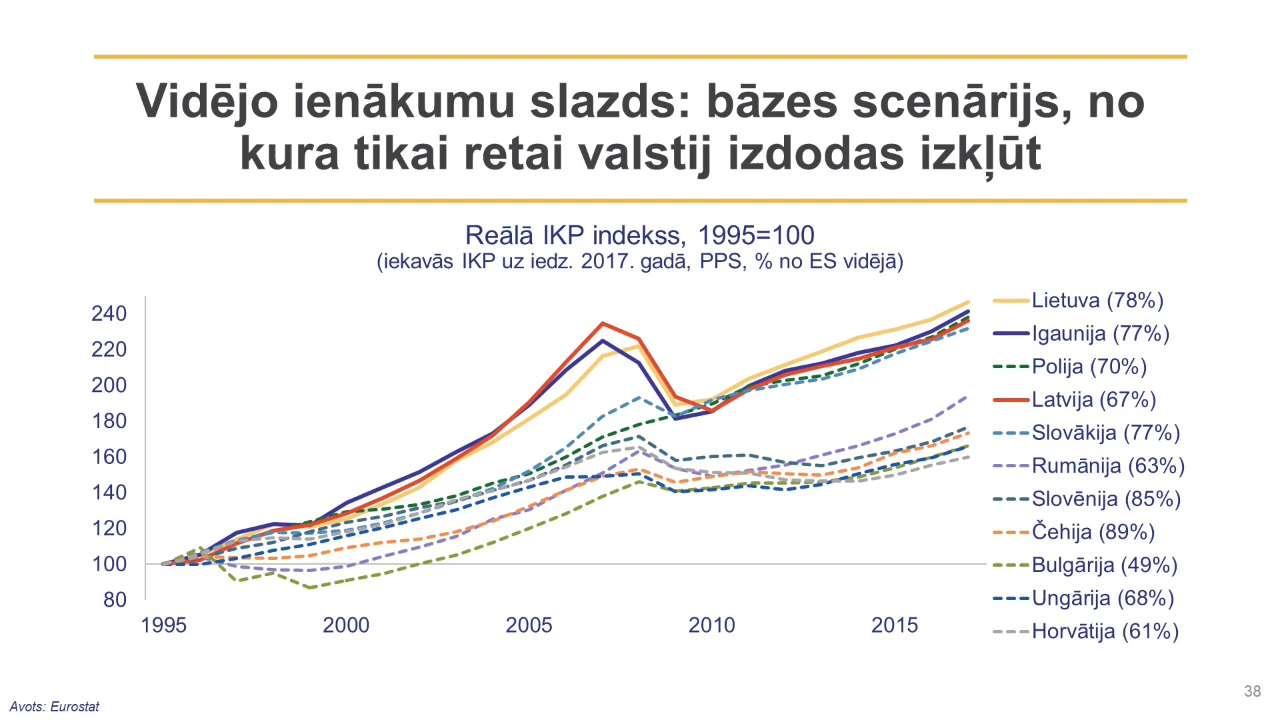 Vidējo ienākumu slazds: bāzes scenārijs, no
kura tikai retai valstij izdodas izkļūt
Reālā IKP indekss, 1995=100
(iekavās IKP uz iedz. 2017. gadā, PPS, % no ES vidējā)
240
220
200
180
160
140
120
100
80
1995
2000
2005
2010
2015
Lietuva (78%)
Igaunija (77%)
Polija (70%)
Latvija (67%)
Slovākija (77%)
Rumānija (63%)
Slovēnija (85%)
Čehija (89%)
Bulgārija (49%)
Ungārija (68%)
Horvātija (61%)
38
Avots: Eurostat